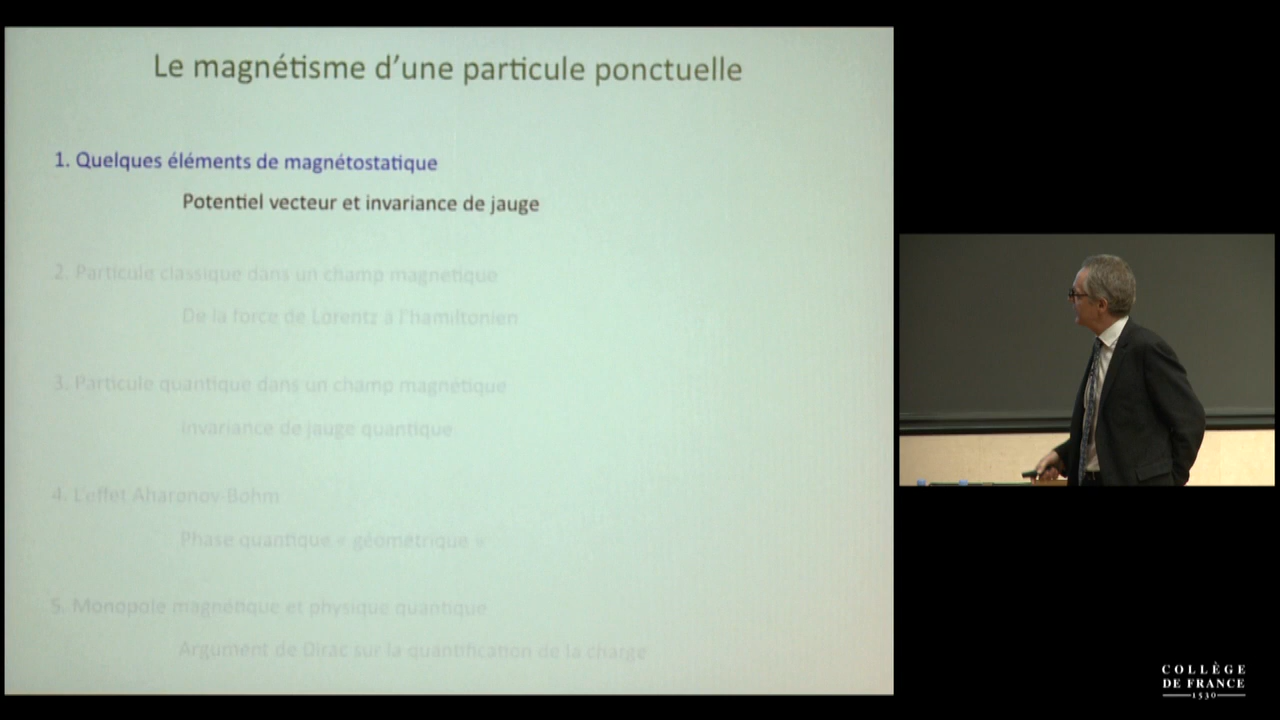 Le magnétisme d'une particule ponctuelle
1. Quelques éléments de magnétostatique
Potentiel vecteur et invariance de jauge
2. Particule classique dans un champ magnétique
De la force de Lorentz à l'hamiltonien
3. Particule quantique dans un champ magnétique
Invariance de jauge quantique
4. L'effet Aharonov-Bohm
Phase quantique « géométrique »
5. Monopole magnétique et physique quantique
Argument de Dirac sur la quantification de la charge
COLLÈGE
DE FRANCE
1530